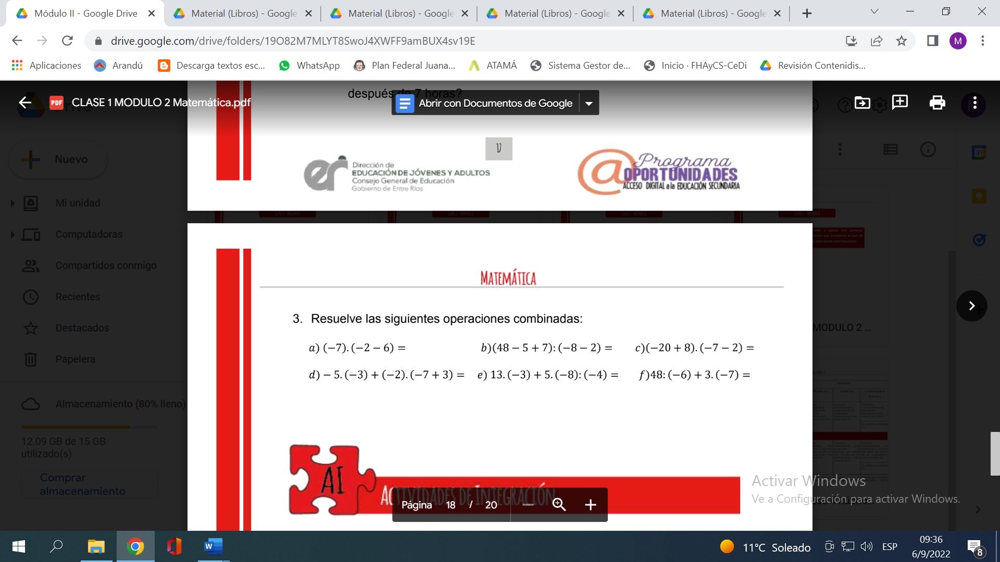 Módulo II - Google Drive
Material (Libros) - Google
Material (Libros) - Google
Material (Libros) - Google
Material (Libros) - Google
drive.google.com/drive/folders/19O82M7MLYT8SwoJ4XWFF9amBUX4sv19E
M
Aplicaciones Arandú Descarga textos esc... WhatsApp Plan Federal Juana... ATAMÁ Sistema Gestor de... Inicio · FHAyCS-CeDi Revisión Contenidis...
después de 7 horas?
PDF CLASE 1 MODULO 2 Matemática.pdf
Abrir con Documentos de Google
17
Dirección de
EDUCACIÓN DE JÓVENES Y ADULTOS
Consejo General de Educación
Gobierno de Entre Ríos
Programa
OPORTUNIDADES
ACCESO DIGITAL a la EDUCACIÓN SECUNDARIA
Nuevo
Mi unidad
Computadoras
Compartidos conmigo
Recientes
Destacados
Papelera
Almacenamiento (80% lleno)
12.09 GB de 15 GB
utilizado(s)
Comprar
almacenamiento
31
MODULO 2 ...
MATEMÁTICA
3. Resuelve las siguientes operaciones combinadas:
a) (−7). (−2 − 6) = b)(48 − 5 + 7): (−8 − 2) = c)(−20 + 8). (−7 − 2) =
d) − 5. (−3) + (−2). (−7 + 3) = e) 13. (−3) + 5. (−8): (−4) = f)48: (−6) + 3. (−7) =
AI
ACTIVIDADES DE INTEGRACIÓN
Página 18 / 20
Activar Windows
Ve a Configuración para activar Windows.
11°C Soleado
ESP
09:36
6/9/2022
8